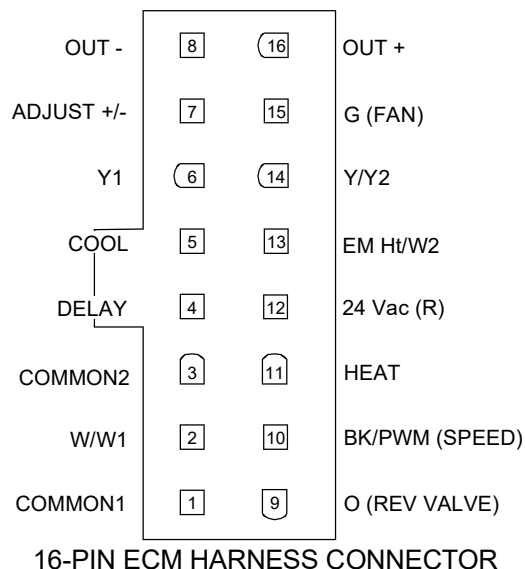 OUT - 8 16 OUT +
ADJUST +/- 7 15 G (FAN)
Y1 6 14 Y/Y2
COOL 5 13 EM Ht/W2
DELAY 4 12 24 Vac (R)
COMMON2 3 11 HEAT
W/W1 2 10 BK/PWM (SPEED)
COMMON1 1 9 O (REV VALVE)
16-PIN ECM HARNESS CONNECTOR